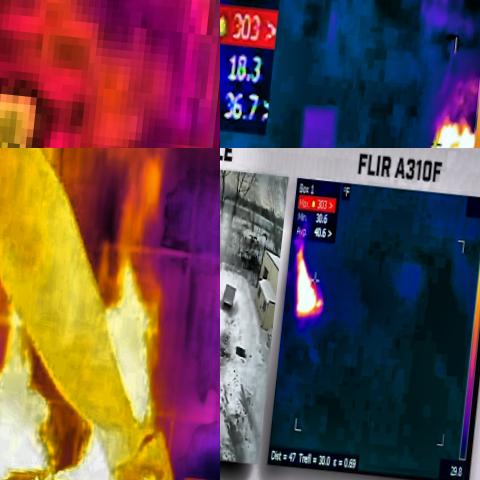 303 >
18.3
36.7 >
FLIR A310F
Box 1 °F
Max 303 >
Min 30.6
Avg 40.6 >
Dist = 47 Trefl = 30.0 ε = 0.69
29.8